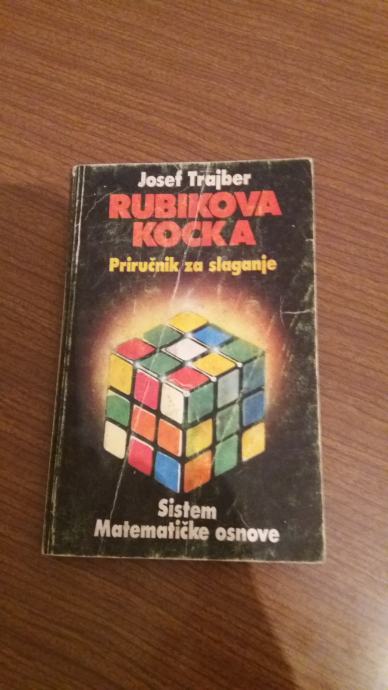 Josef Trajber
RUBIKOVA
KOCKA
Priručnik za slaganje
Sistem
Matematičke osnove